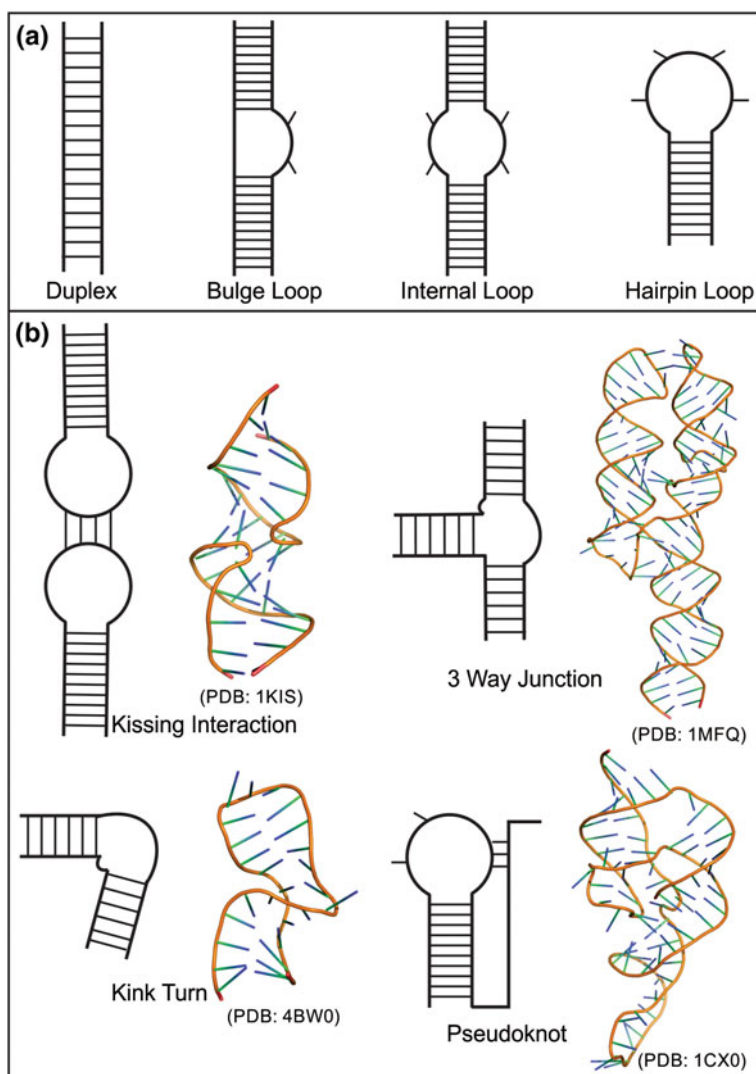 (a)
Duplex
Bulge Loop
Internal Loop
Hairpin Loop
(b)
(PDB: 1KIS)
Kissing Interaction
3 Way Junction
(PDB: 1MFQ)
Kink Turn
(PDB: 4BW0)
Pseudoknot
(PDB: 1CX0)